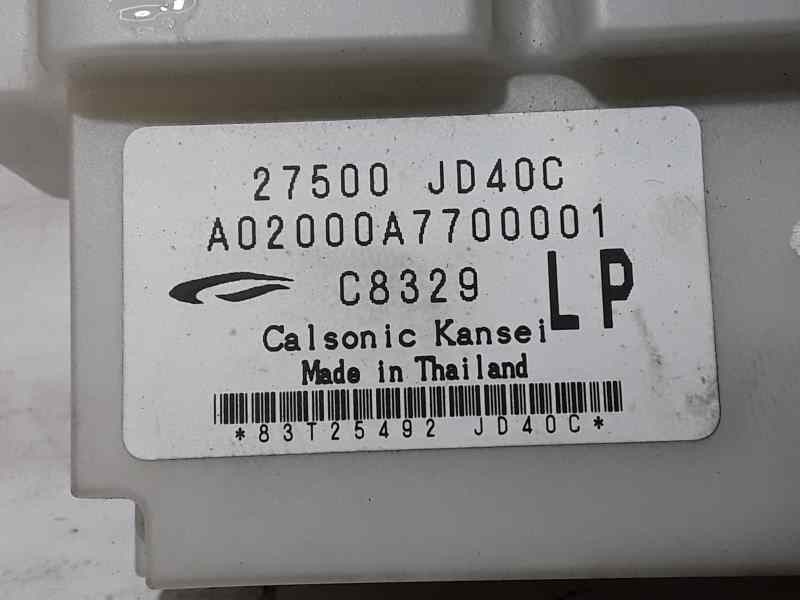 27500 JD40C
A02000A7700001
C8329 LP
Calsonic Kansei
Made in Thailand
*83T25492 JD40C*